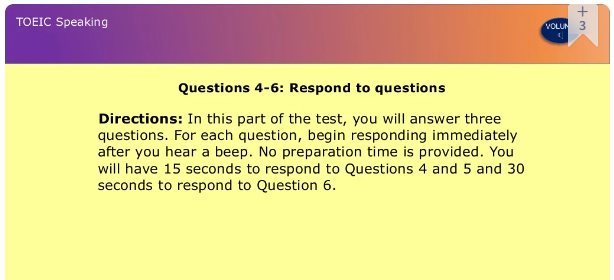 TOEIC Speaking
+
3
Questions 4-6: Respond to questions
Directions: In this part of the test, you will answer three
questions. For each question, begin responding immediately
after you hear a beep. No preparation time is provided. You
will have 15 seconds to respond to Questions 4 and 5 and 30
seconds to respond to Question 6.